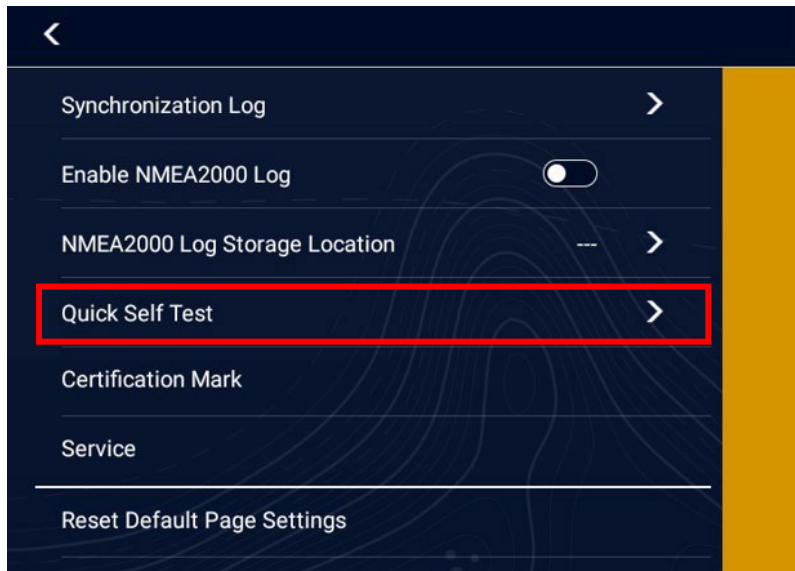 Synchronization Log
Enable NMEA2000 Log
NMEA2000 Log Storage Location ---
Quick Self Test
Certification Mark
Service
Reset Default Page Settings